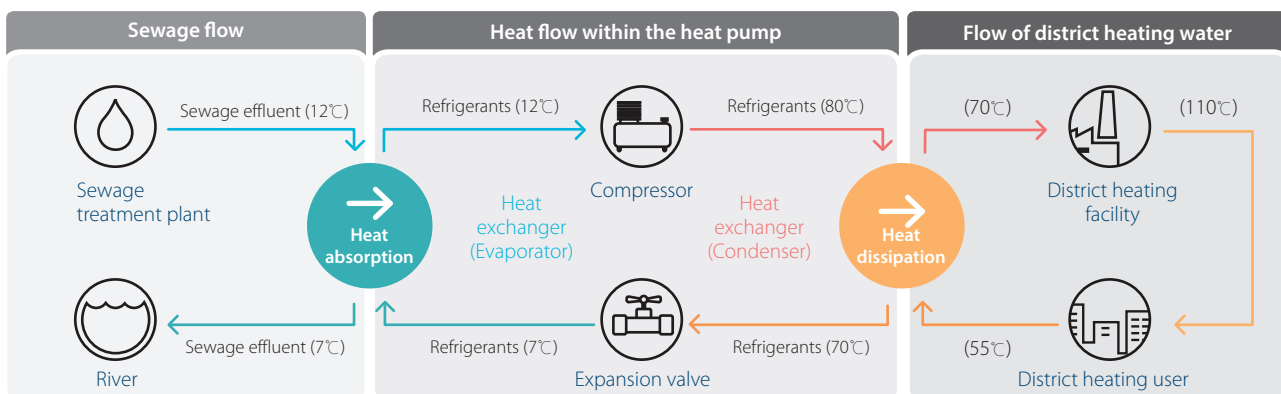 Sewage flow
Heat flow within the heat pump
Flow of district heating water
Sewage effluent (12℃)
Refrigerants (12℃)
Refrigerants (80℃)
(70℃)
(110℃)
Sewage
treatment plant
Compressor
District heating
facility
Heat
absorption
Heat
exchanger
(Evaporator)
Heat
exchanger
(Condenser)
Heat
dissipation
Sewage effluent (7℃)
Refrigerants (7℃)
Refrigerants (70℃)
(55℃)
River
Expansion valve
District heating user